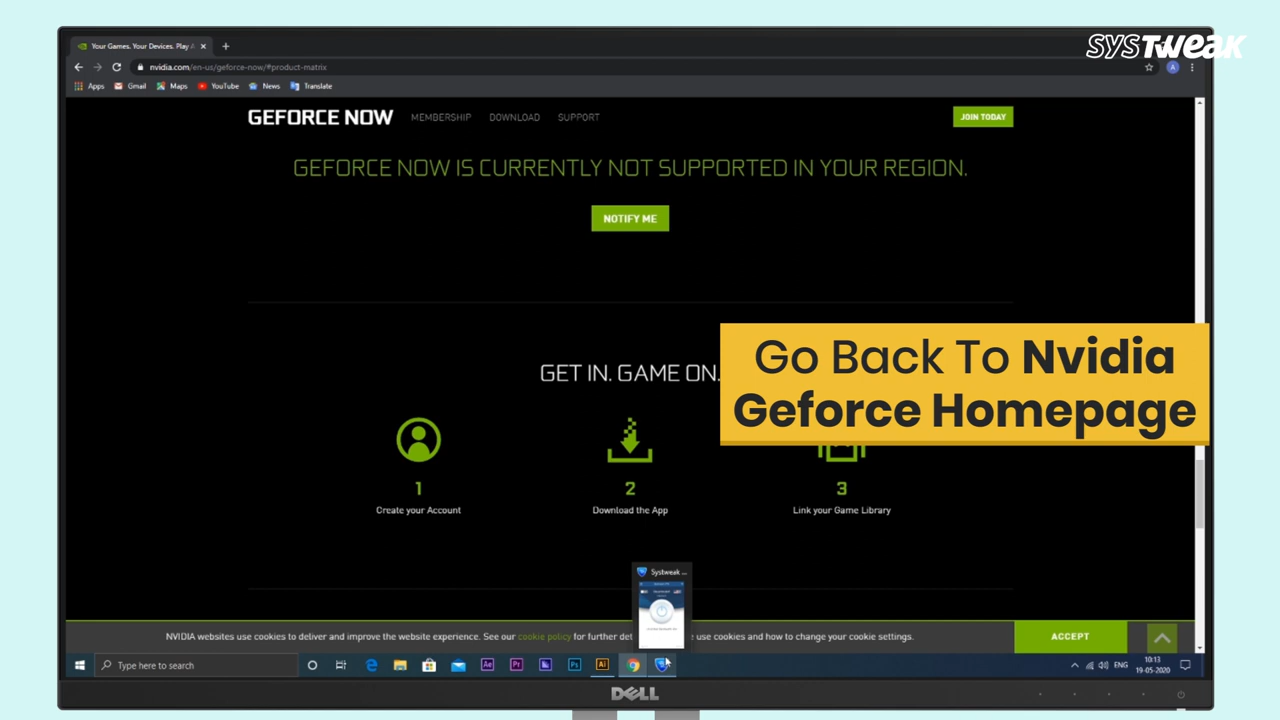 SYSTWEAK
Your Games. Your Devices. Play A
nvidia.com/en-us/geforce-now/#product-matrix
Apps Gmail Maps YouTube News Translate
GEFORCE NOW MEMBERSHIP DOWNLOAD SUPPORT JOIN TODAY
GEFORCE NOW IS CURRENTLY NOT SUPPORTED IN YOUR REGION.
NOTIFY ME
Go Back To Nvidia
Geforce Homepage
GET IN. GAME ON.
1 2 3
Create your Account Download the App Link your Game Library
Systweak ...
NVIDIA websites use cookies to deliver and improve the website experience. See our cookie policy for further det use cookies and how to change your cookie settings. ACCEPT
Type here to search Ae Pr Ps Ai ENG 10:13
19-05-2020
DELL